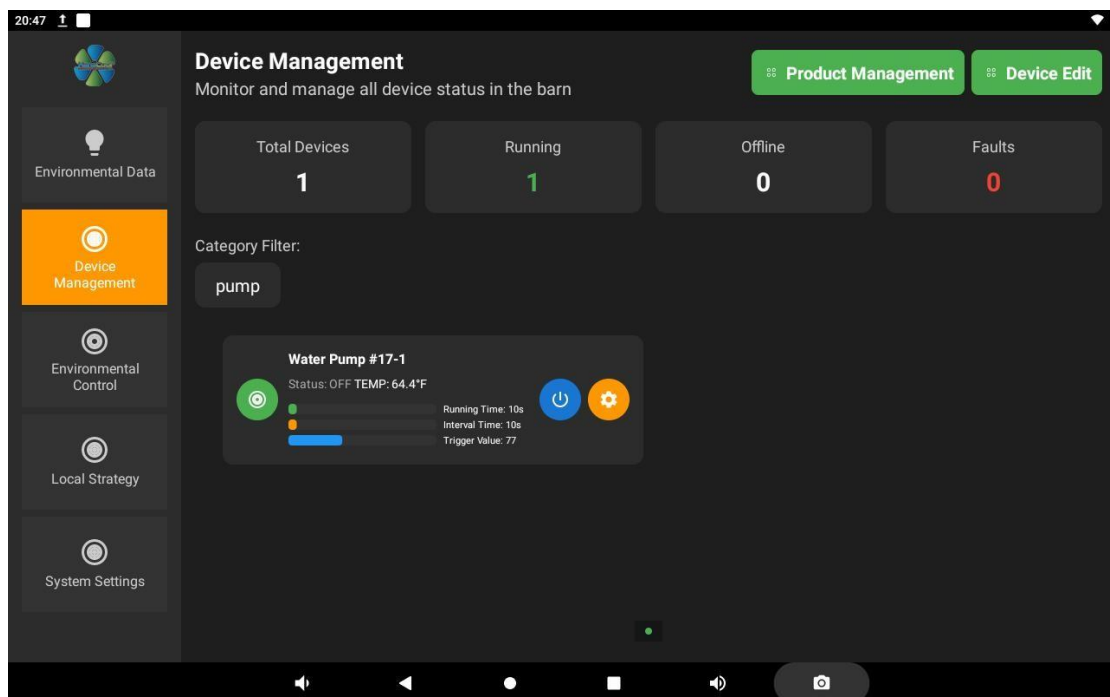 20:47
Device Management
Monitor and manage all device status in the barn
Product Management
Device Edit
Environmental Data
Device
Management
Environmental
Control
Local Strategy
System Settings
Total Devices
1
Running
1
Offline
0
Faults
0
Category Filter:
pump
Water Pump #17-1
Status: OFF TEMP: 64.4°F
Running Time: 10s
Interval Time: 10s
Trigger Value: 77